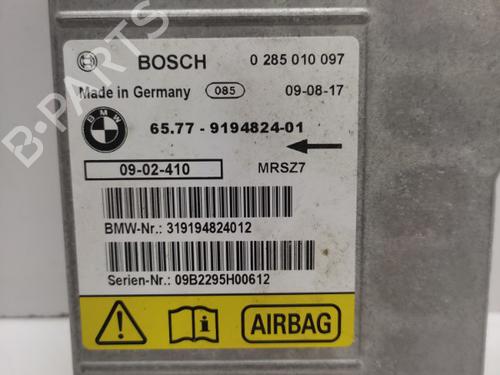 BOSCH 0 285 010 097
Made in Germany 085 09-08-17
BMW 65.77 - 9194824-01
09-02-410 MRSZ7
BMW-Nr.: 319194824012
Serien-Nr.: 09B2295H00612
AIRBAG
B-PARTS